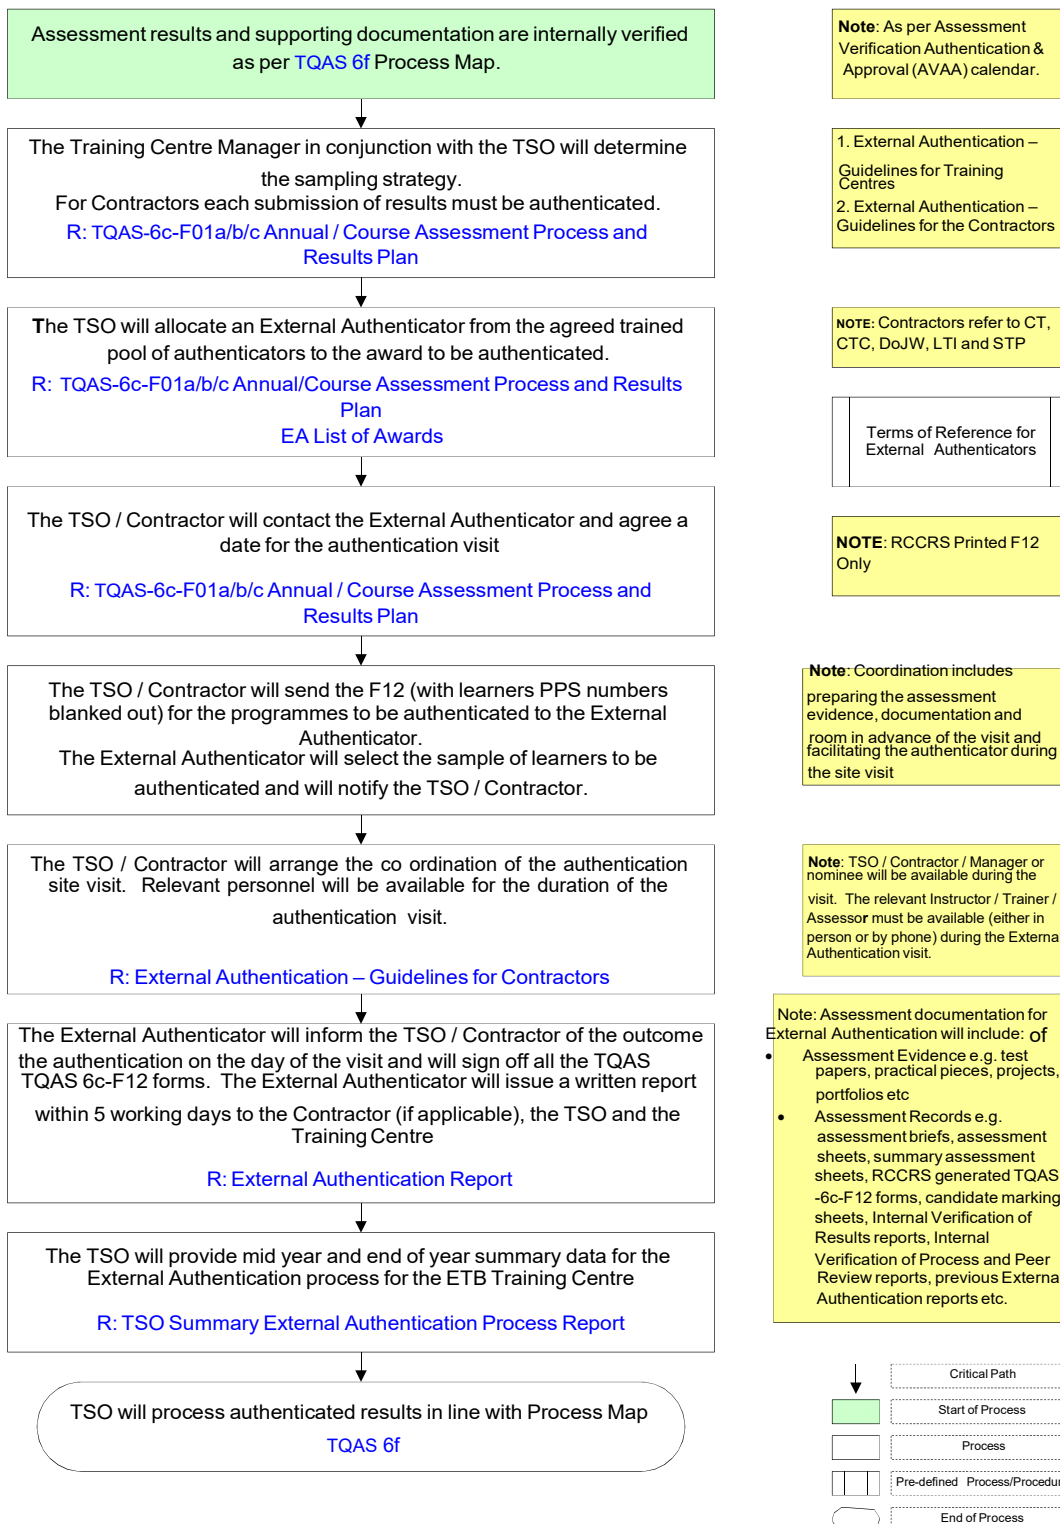 Assessment results and supporting documentation are internally verified
as per TQAS 6f Process Map.
Note: As per Assessment
Verification Authentication &
Approval (AVAA) calendar.
The Training Centre Manager in conjunction with the TSO will determine
the sampling strategy.
For Contractors each submission of results must be authenticated.
R: TQAS-6c-F01a/b/c Annual / Course Assessment Process and
Results Plan
1. External Authentication –
Guidelines for Training
Centres
2. External Authentication –
Guidelines for the Contractors
The TSO will allocate an External Authenticator from the agreed trained
pool of authenticators to the award to be authenticated.
R: TQAS-6c-F01a/b/c Annual/Course Assessment Process and Results
Plan
EA List of Awards
NOTE: Contractors refer to CT,
CTC, DoJW, LTI and STP
Terms of Reference for
External Authenticators
The TSO / Contractor will contact the External Authenticator and agree a
date for the authentication visit
R: TQAS-6c-F01a/b/c Annual / Course Assessment Process and
Results Plan
NOTE: RCCRS Printed F12
Only
The TSO / Contractor will send the F12 (with learners PPS numbers
blanked out) for the programmes to be authenticated to the External
Authenticator.
The External Authenticator will select the sample of learners to be
authenticated and will notify the TSO / Contractor.
Note: Coordination includes
preparing the assessment
evidence, documentation and
room in advance of the visit and
facilitating the authenticator during
the site visit
The TSO / Contractor will arrange the co ordination of the authentication
site visit. Relevant personnel will be available for the duration of the
authentication visit.
R: External Authentication – Guidelines for Contractors
Note: TSO / Contractor / Manager or
nominee will be available during the
visit. The relevant Instructor / Trainer /
Assessor must be available (either in
person or by phone) during the External
Authentication visit.
The External Authenticator will inform the TSO / Contractor of the outcome
the authentication on the day of the visit and will sign off all the TQAS
TQAS 6c-F12 forms. The External Authenticator will issue a written report
within 5 working days to the Contractor (if applicable), the TSO and the
Training Centre
R: External Authentication Report
Note: Assessment documentation for
External Authentication will include: of
• Assessment Evidence e.g. test
papers, practical pieces, projects,
portfolios etc
• Assessment Records e.g.
assessment briefs, assessment
sheets, summary assessment
sheets, RCCRS generated TQAS
-6c-F12 forms, candidate marking
sheets, Internal Verification of
Results reports, Internal
Verification of Process and Peer
Review reports, previous External
Authentication reports etc.
The TSO will provide mid year and end of year summary data for the
External Authentication process for the ETB Training Centre
R: TSO Summary External Authentication Process Report
TSO will process authenticated results in line with Process Map
TQAS 6f
Critical Path
Start of Process
Process
Pre-defined Process/Procedur
End of Process